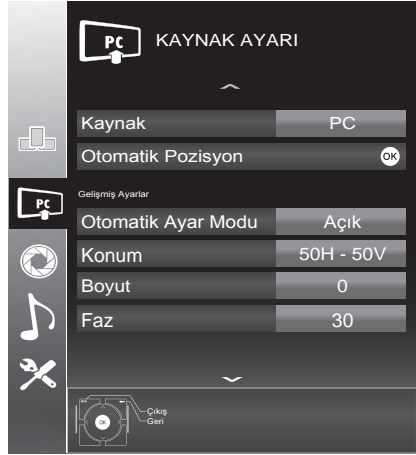 PC KAYNAK AYARI
Kaynak PC
Otomatik Pozisyon OK
PC
Gelişmiş Ayarlar
Otomatik Ayar Modu Açık
Konum 50H - 50V
Boyut 0
Faz 30
Çıkış
OK Geri